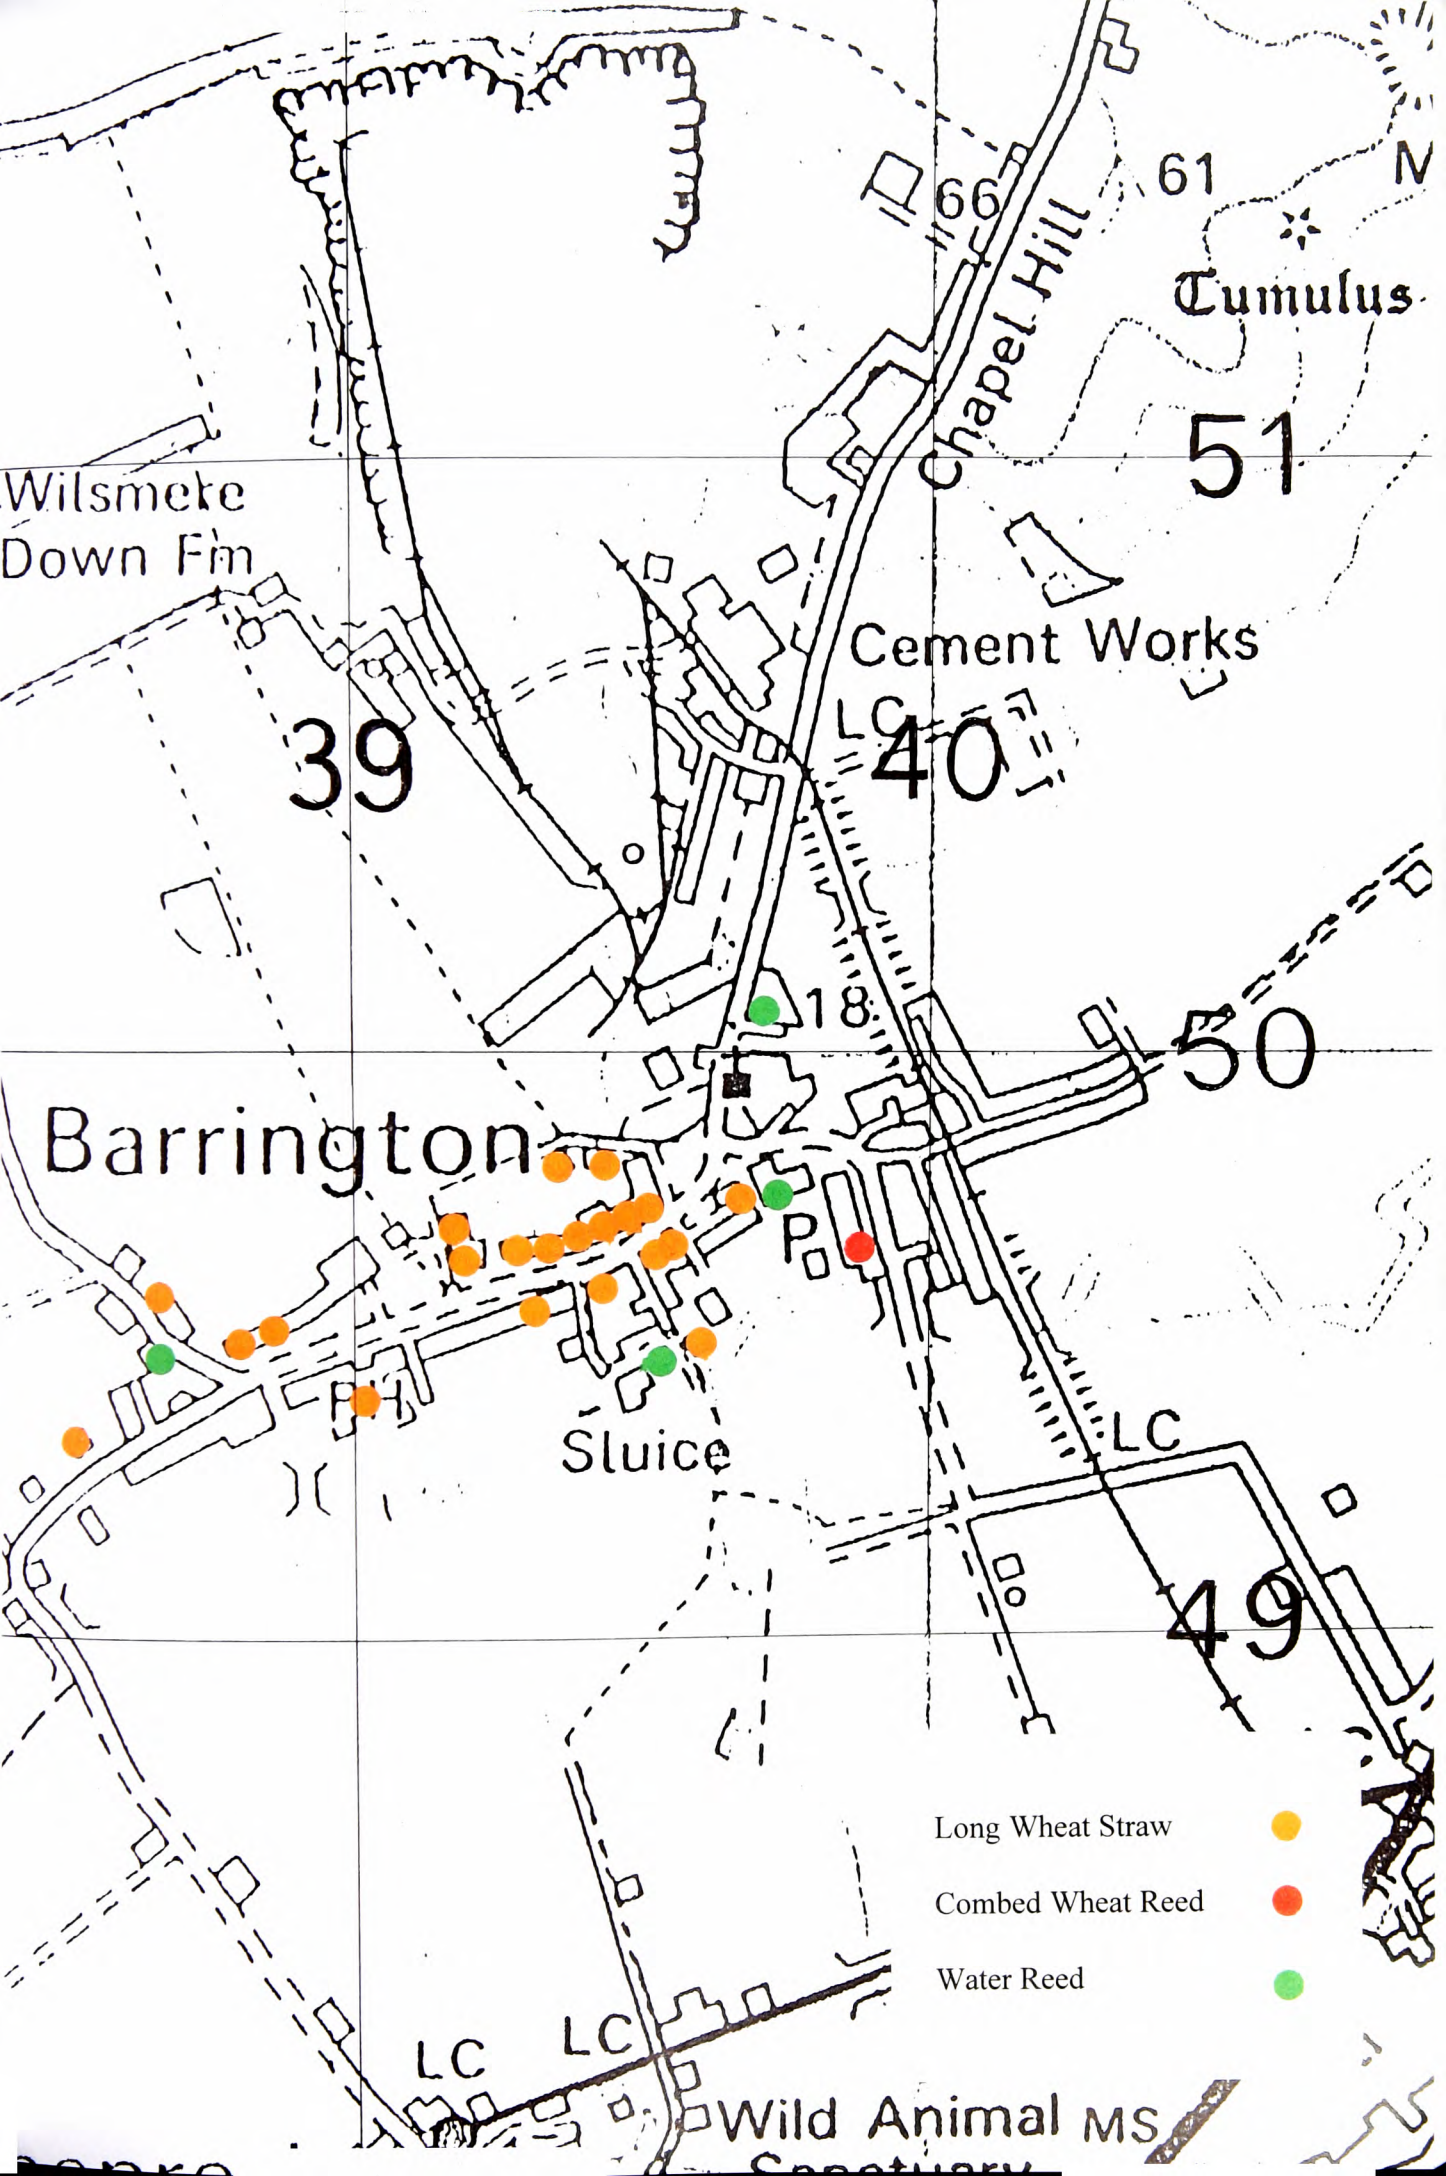 66
61
M
Chapel Hill
Tumulus
51
Wilsmere
Down Fm
Cement Works
LC
39
40
18
50
Barrington
P
PH
Sluice
LC
49
Long Wheat Straw
Combed Wheat Reed
Water Reed
LC
LC
Wild Animal MS
Sanctuary